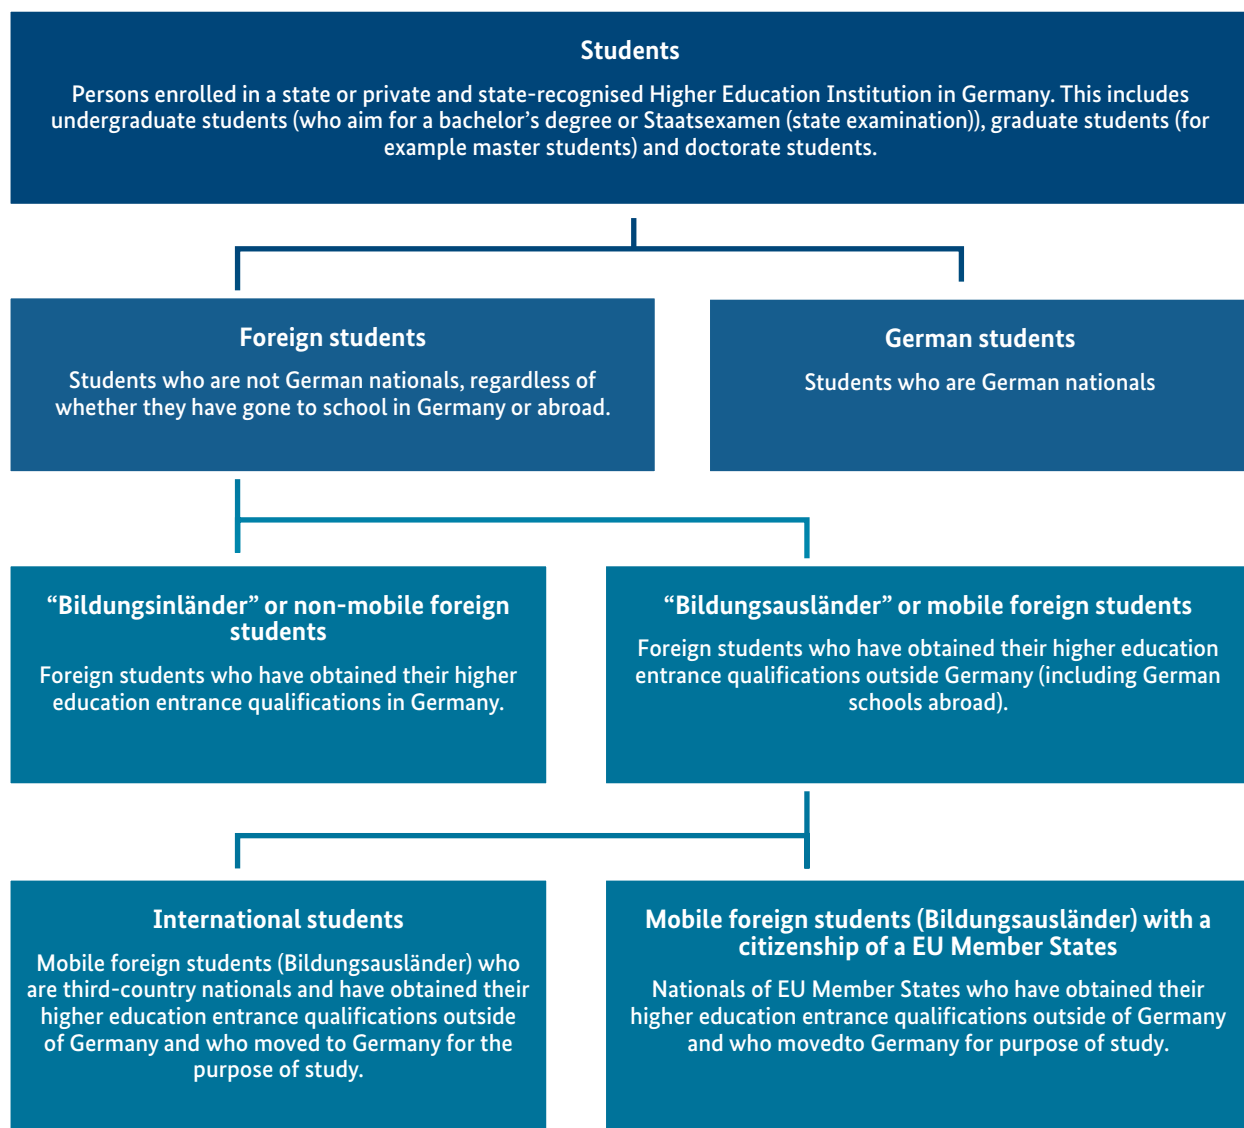 Students
Persons enrolled in a state or private and state-recognised Higher Education Institution in Germany. This includes
undergraduate students (who aim for a bachelor’s degree or Staatsexamen (state examination)), graduate students (for
example master students) and doctorate students.
Foreign students
Students who are not German nationals, regardless of
whether they have gone to school in Germany or abroad.
German students
Students who are German nationals
“Bildungsinländer” or non-mobile foreign
students
Foreign students who have obtained their higher
education entrance qualifications in Germany.
“Bildungsausländer” or mobile foreign students
Foreign students who have obtained their higher education
entrance qualifications outside Germany (including German
schools abroad).
International students
Mobile foreign students (Bildungsausländer) who
are third-country nationals and have obtained their
higher education entrance qualifications outside
of Germany and who moved to Germany for the
purpose of study.
Mobile foreign students (Bildungsausländer) with a
citizenship of a EU Member States
Nationals of EU Member States who have obtained their
higher education entrance qualifications outside of Germany
and who movedto Germany for purpose of study.